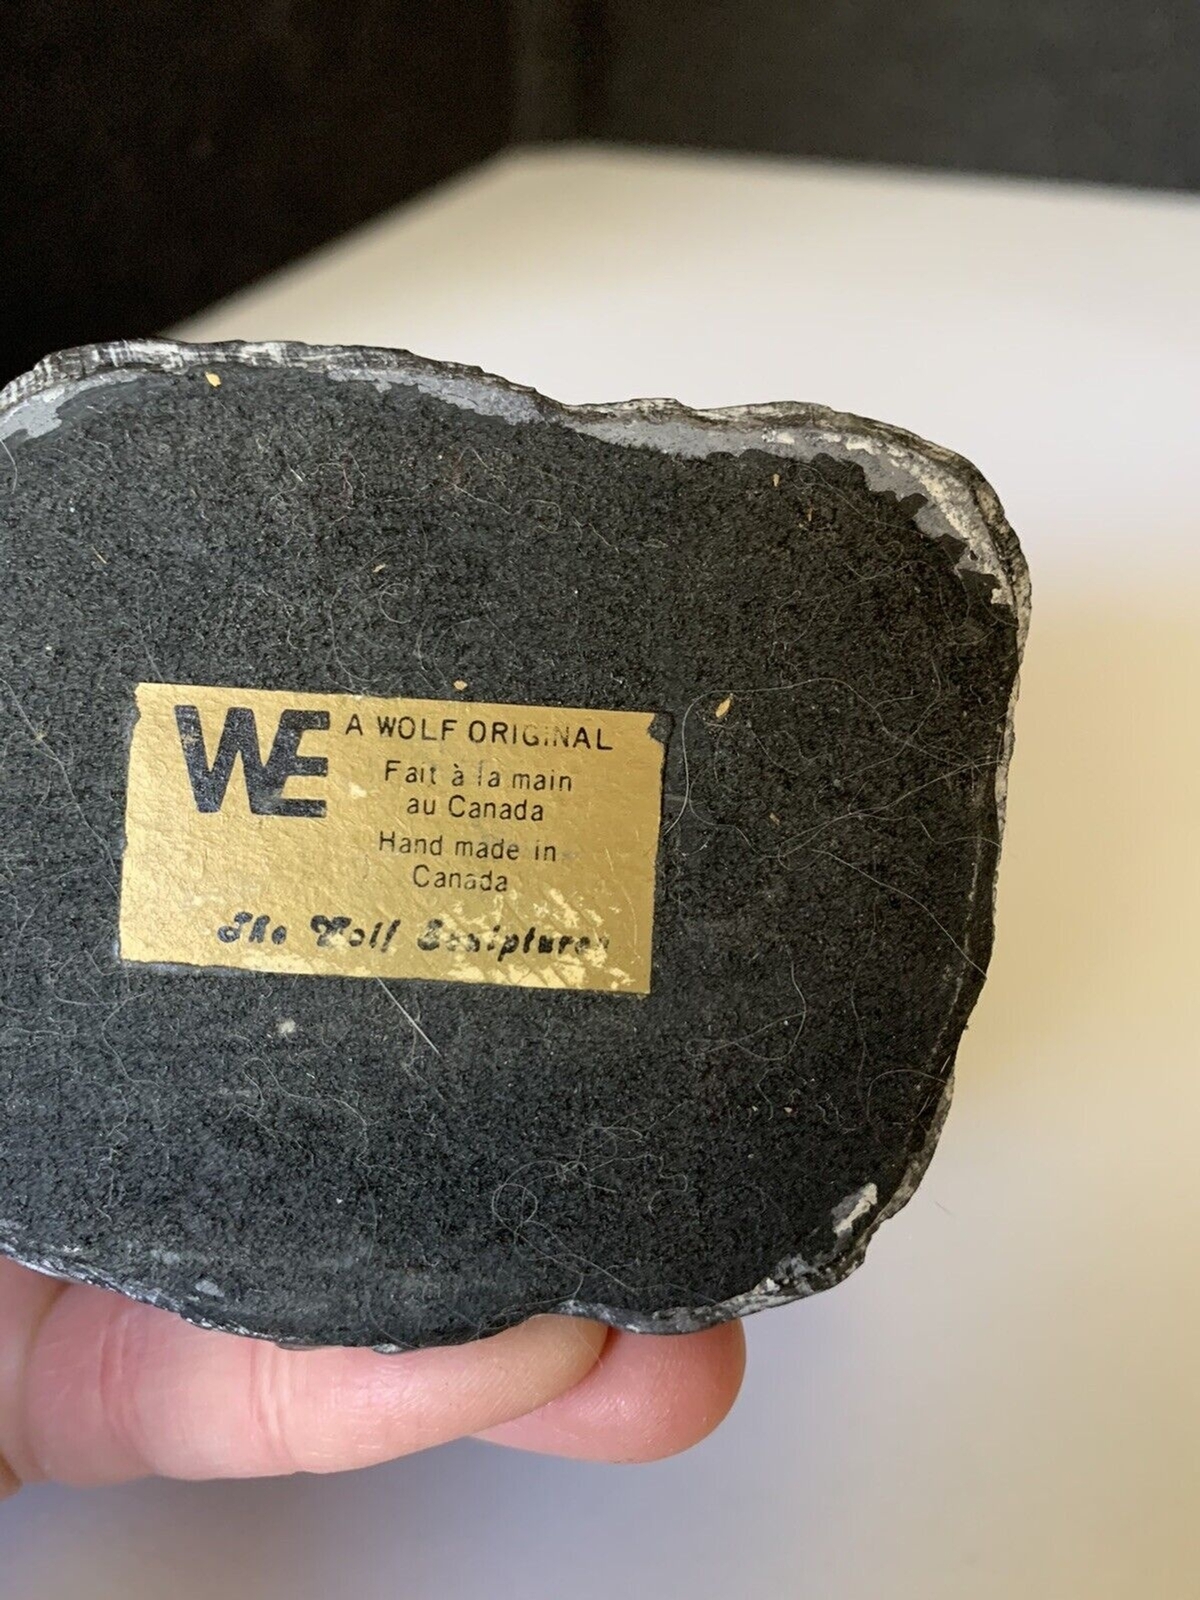 WE A WOLF ORIGINAL
Fait à la main
au Canada
Hand made in
Canada
The Wolf Sculptures